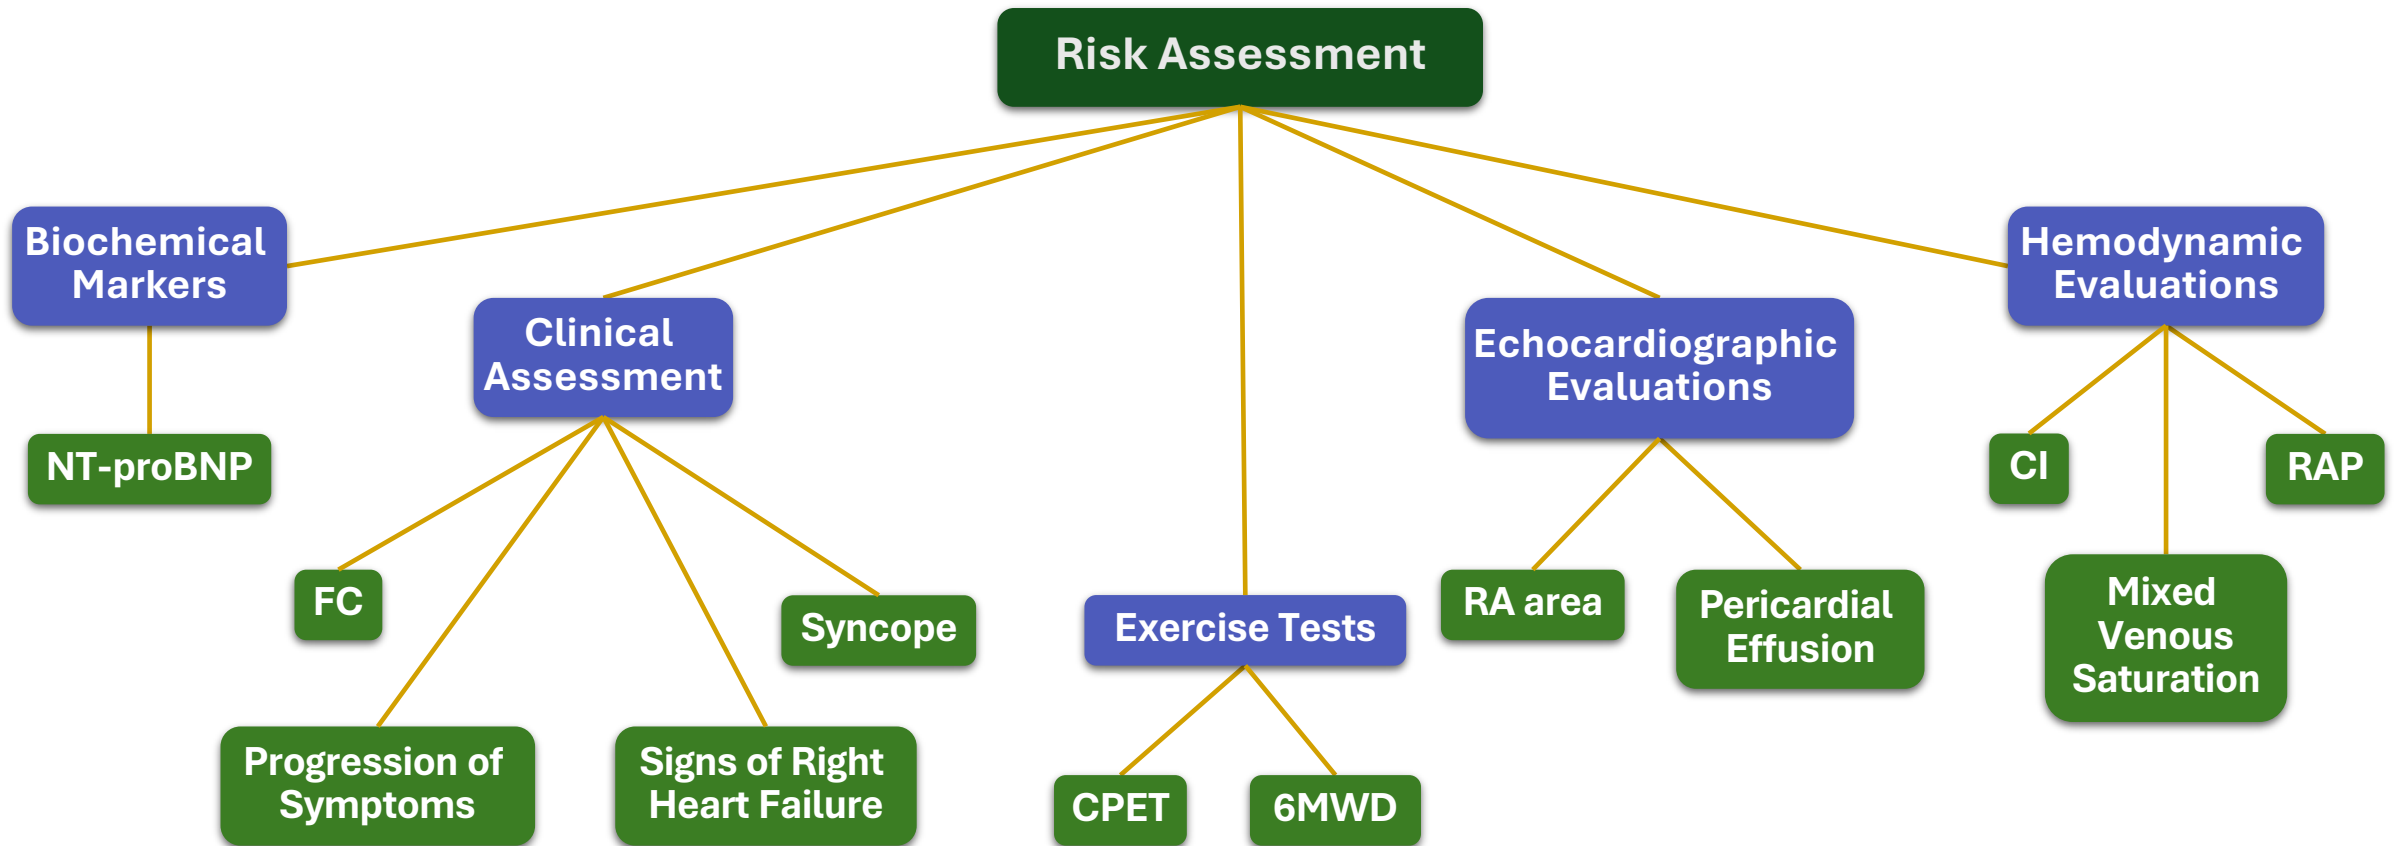 Risk Assessment
Biochemical
Markers
NT-proBNP
Clinical
Assessment
FC
Progression of
Symptoms
Signs of Right
Heart Failure
Syncope
Exercise Tests
CPET
6MWD
Echocardiographic
Evaluations
RA area
Pericardial
Effusion
Hemodynamic
Evaluations
CI
Mixed
Venous
Saturation
RAP